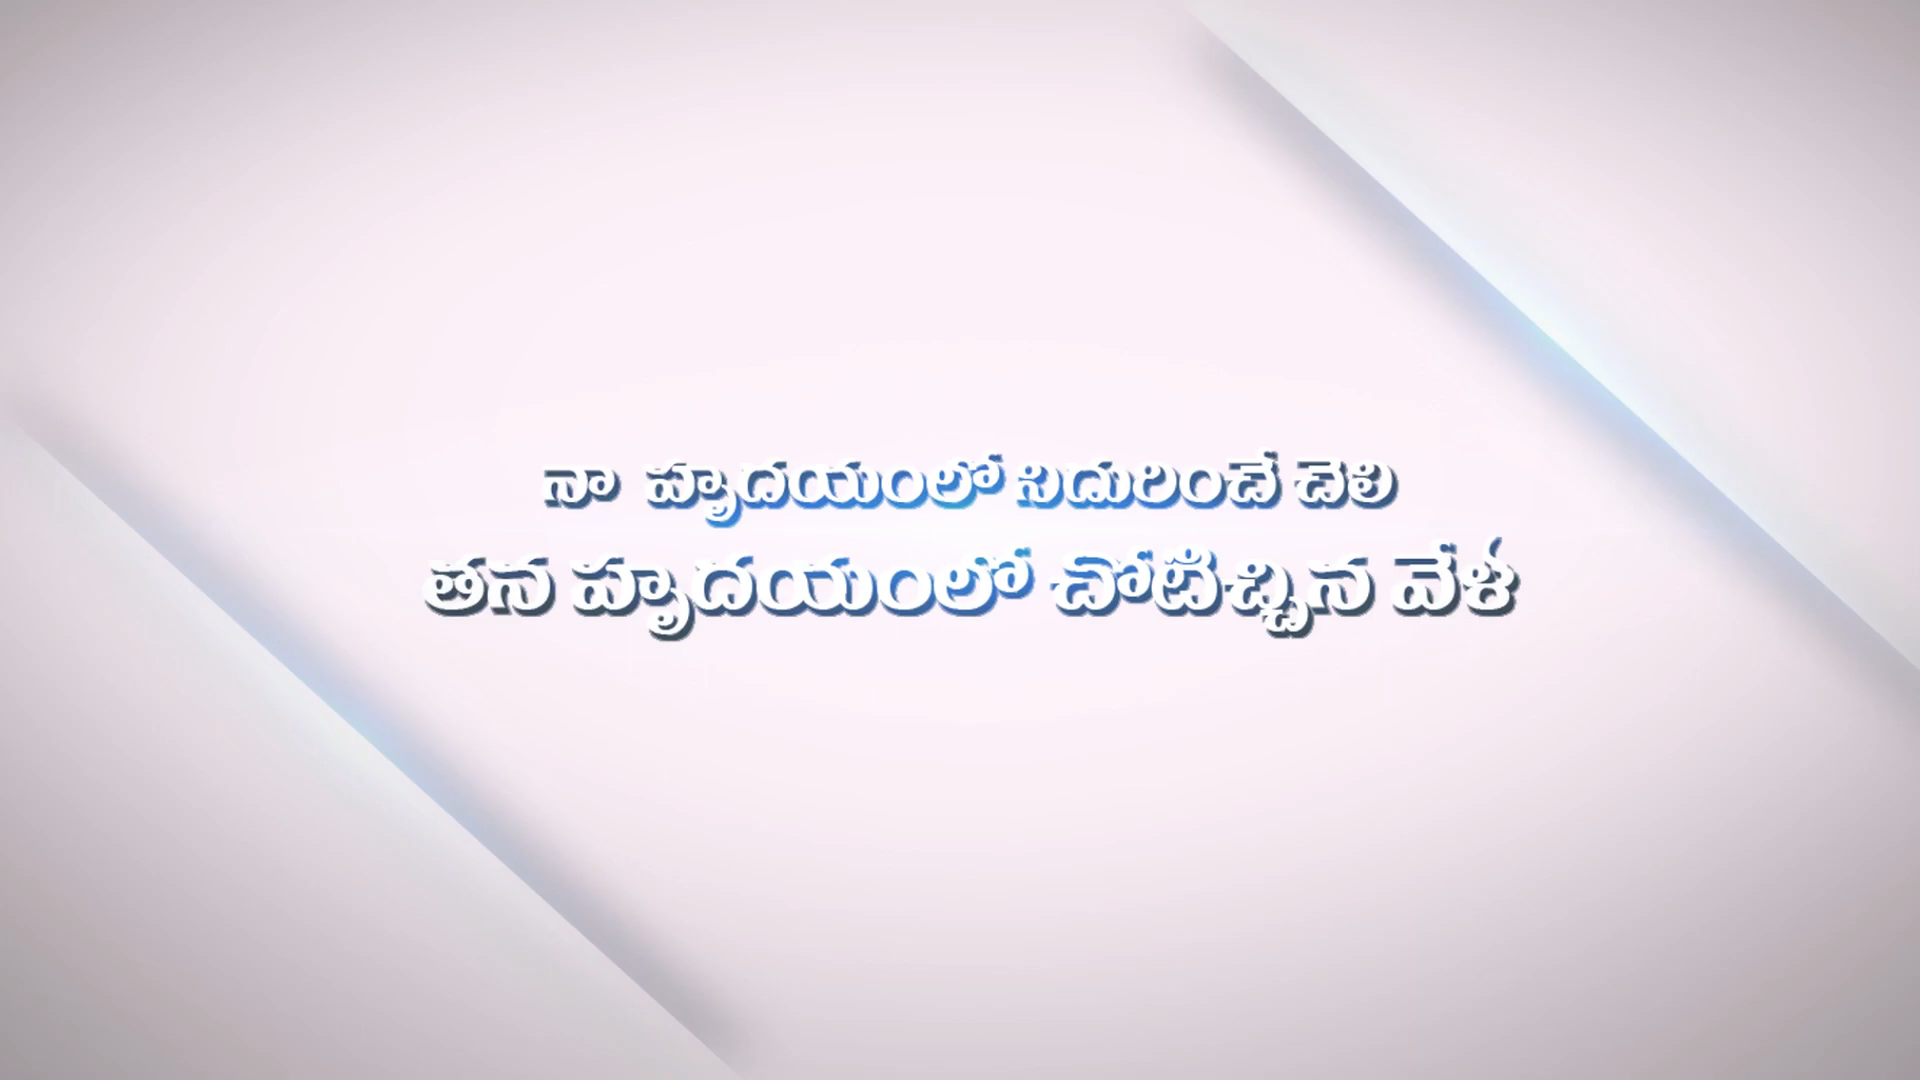 నా హృదయంలో నిదురించే చెలి
తన హృదయంలో చోటిచ్చిన వేళ